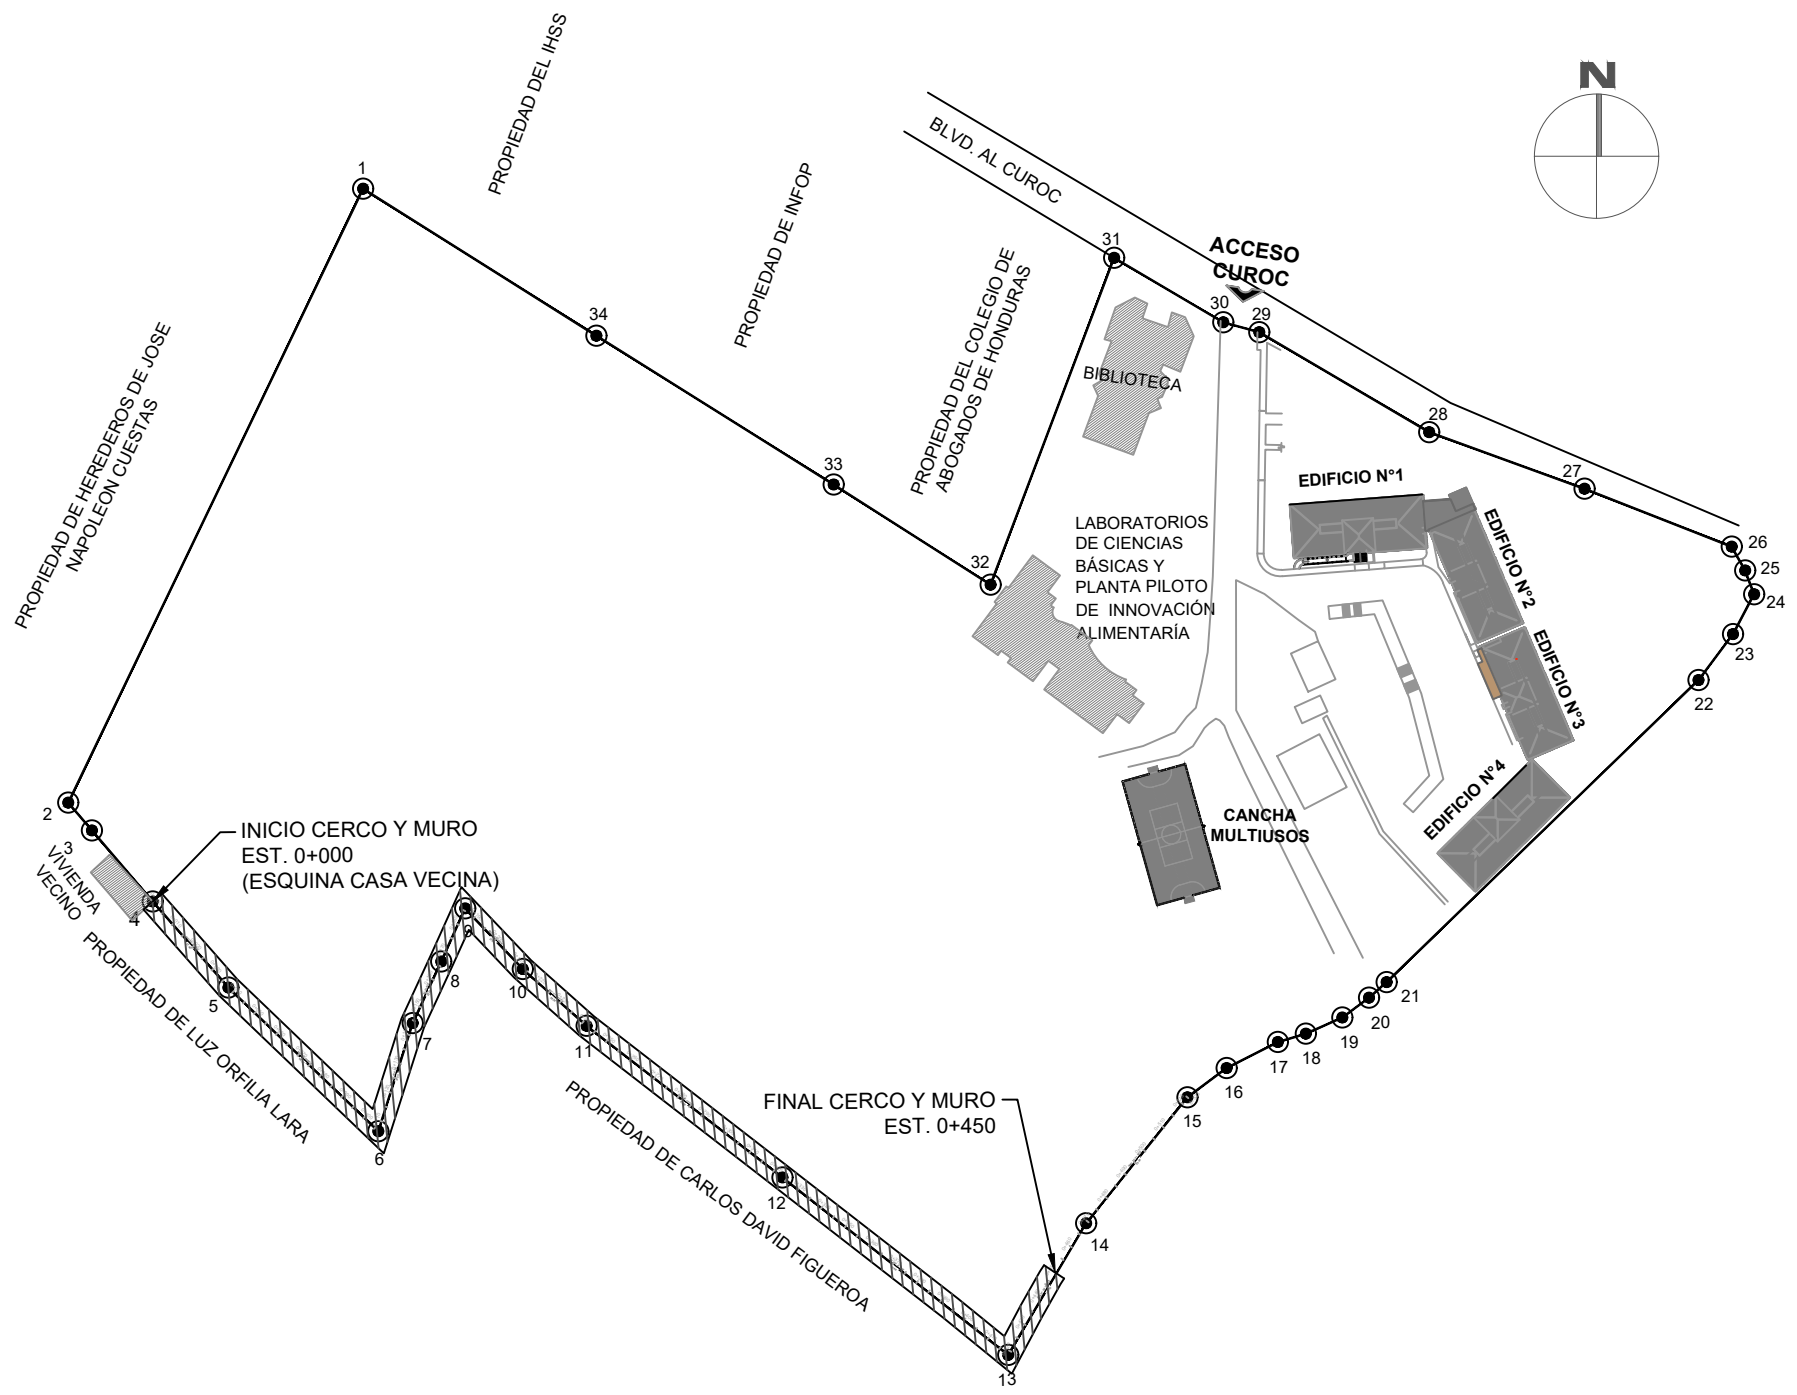 N
PROPIEDAD DEL IHSS
1
BLVD. AL CUROC
PROPIEDAD DE INFOP
31
ACCESO
CUROC
30
29
34
PROPIEDAD DEL COLEGIO DE
ABOGADOS DE HONDURAS
BIBLIOTECA
28
PROPIEDAD DE HEREDEROS DE JOSE
NAPOLEON CUESTAS
33
27
EDIFICIO N°1
EDIFICIO N°2
LABORATORIOS
DE CIENCIAS
BÁSICAS Y
PLANTA PILOTO
DE INNOVACIÓN
ALIMENTARÍA
32
26
25
24
23
EDIFICIO N°3
22
EDIFICIO N°4
CANCHA
MULTIUSOS
2
3
VIVIENDA
VECINO
INICIO CERCO Y MURO
EST. 0+000
(ESQUINA CASA VECINA)
4
PROPIEDAD DE LUZ ORFILIA LARA
5
6
7
8
9
10
11
21
20
19
18
17
16
15
FINAL CERCO Y MURO
EST. 0+450
PROPIEDAD DE CARLOS DAVID FIGUEROA
12
14
13